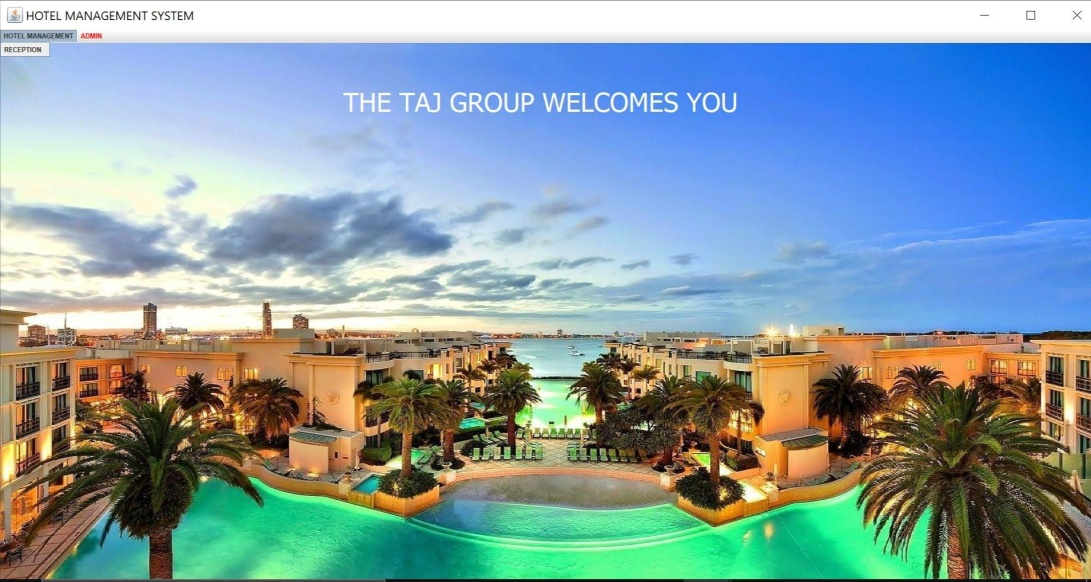 HOTEL MANAGEMENT SYSTEM
HOTEL MANAGEMENT ADMIN
RECEPTION
THE TAJ GROUP WELCOMES YOU